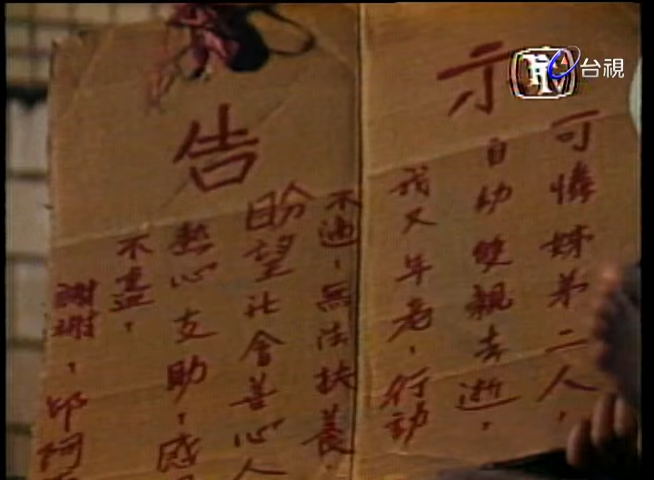 台視
告示
可憐姊弟二人，
自幼雙親去逝，
我又年老，行動
不，無法扶養，
盼望社會善心人
熱心支助，感
不盡，
謝謝，邱阿